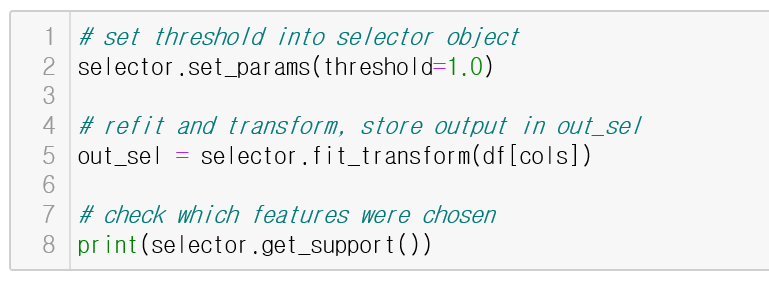 1 # set threshold into selector object
2 selector.set_params(threshold=1.0)
3
4 # refit and transform, store output in out_sel
5 out_sel = selector.fit_transform(df[cols])
6
7 # check which features were chosen
8 print(selector.get_support())